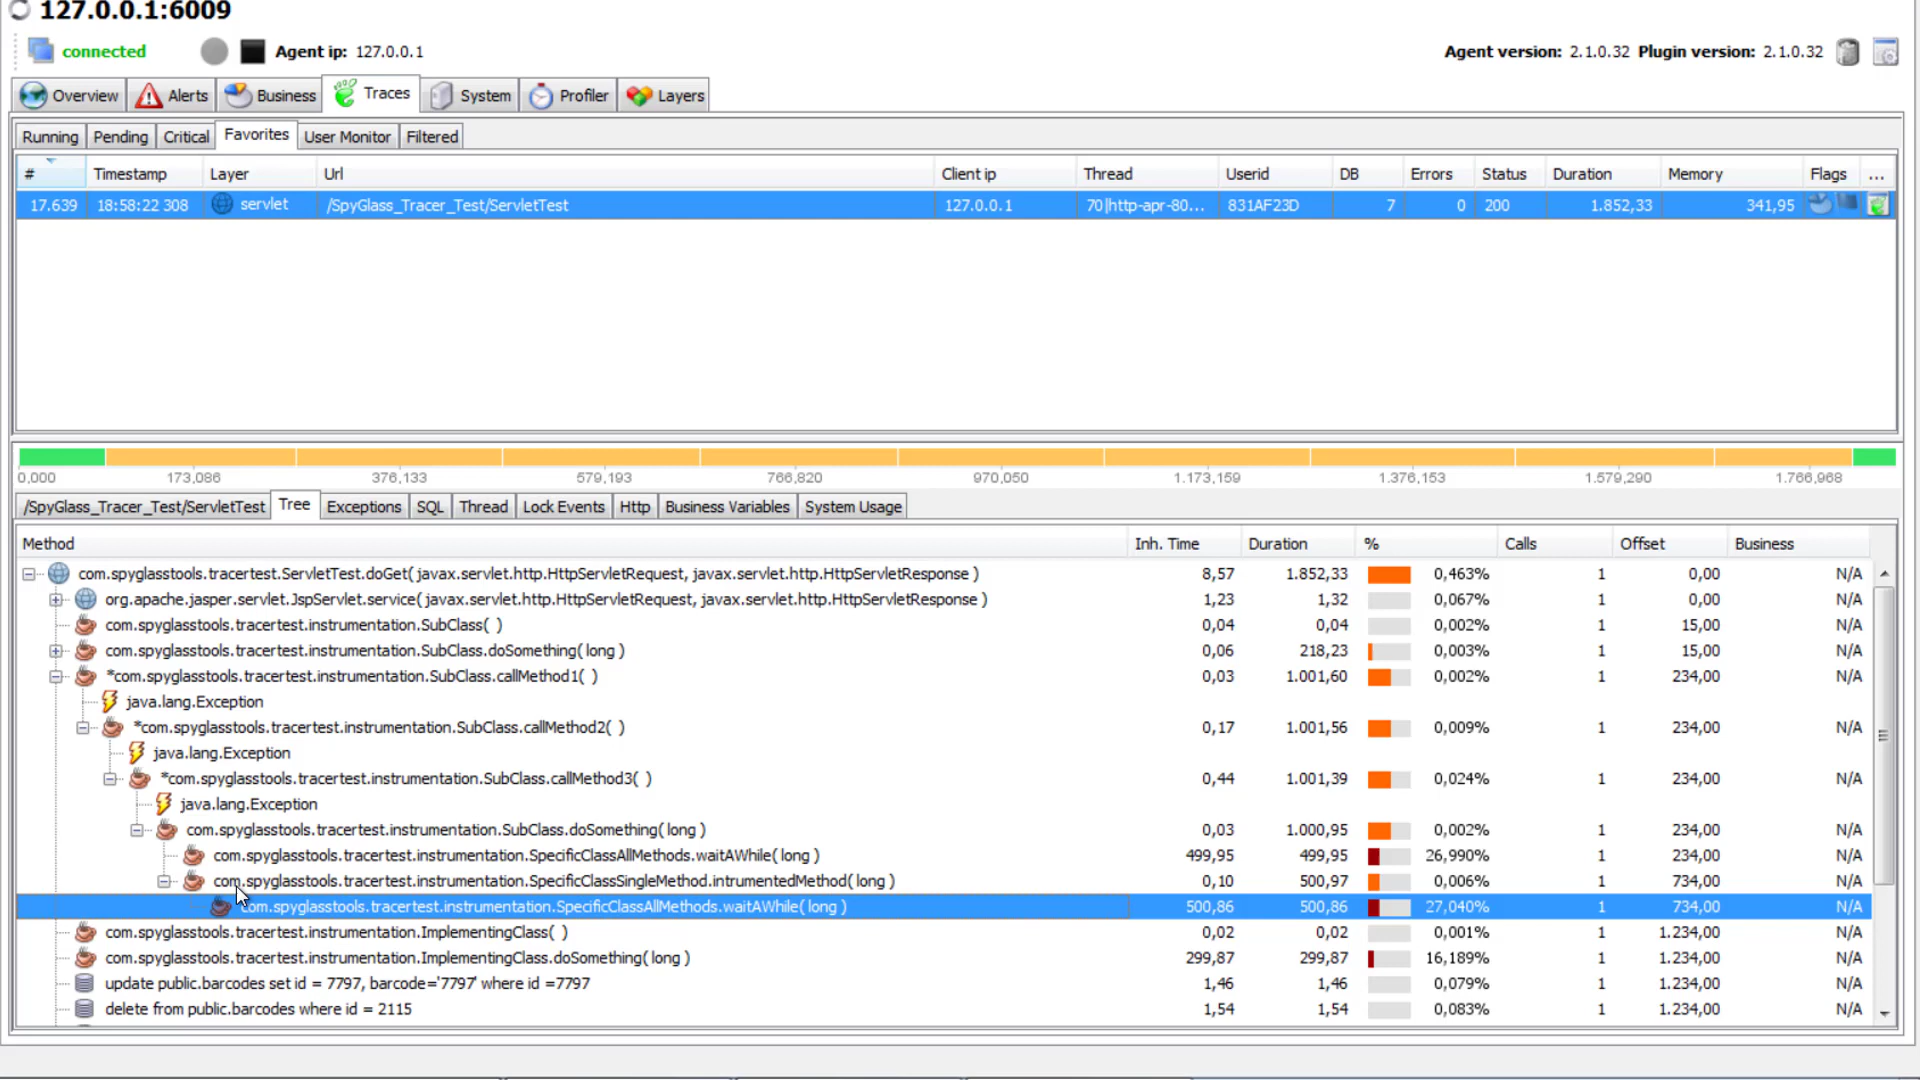 127.0.0.1:6009
connected Agent ip: 127.0.0.1 Agent version: 2.1.0.32 Plugin version: 2.1.0.32
Overview Alerts Business Traces System Profiler Layers
Running Pending Critical Favorites User Monitor Filtered
# Timestamp Layer Url Client ip Thread Userid DB Errors Status Duration Memory Flags ...
17.639 18:58:22 308 servlet /SpyGlass_Tracer_Test/ServletTest 127.0.0.1 70|http-apr-80... 831AF23D 7 0 200 1.852,33 341,95
0,000 173,086 376,133 579,193 766,820 970,050 1.173,159 1.376,153 1.579,290 1.766,968
/SpyGlass_Tracer_Test/ServletTest Tree Exceptions SQL Thread Lock Events Http Business Variables System Usage
Method Inh. Time Duration % Calls Offset Business
com.spyglasstools.tracertest.ServletTest.doGet( javax.servlet.http.HttpServletRequest, javax.servlet.http.HttpServletResponse ) 8,57 1.852,33 0,463% 1 0,00 N/A
org.apache.jasper.servlet.JspServlet.service( javax.servlet.http.HttpServletRequest, javax.servlet.http.HttpServletResponse ) 1,23 1,32 0,067% 1 0,00 N/A
com.spyglasstools.tracertest.instrumentation.SubClass( ) 0,04 0,04 0,002% 1 15,00 N/A
com.spyglasstools.tracertest.instrumentation.SubClass.doSomething( long ) 0,06 218,23 0,003% 1 15,00 N/A
*com.spyglasstools.tracertest.instrumentation.SubClass.callMethod1( ) 0,03 1.001,60 0,002% 1 234,00 N/A
java.lang.Exception
*com.spyglasstools.tracertest.instrumentation.SubClass.callMethod2( ) 0,17 1.001,56 0,009% 1 234,00 N/A
java.lang.Exception
*com.spyglasstools.tracertest.instrumentation.SubClass.callMethod3( ) 0,44 1.001,39 0,024% 1 234,00 N/A
java.lang.Exception
com.spyglasstools.tracertest.instrumentation.SubClass.doSomething( long ) 0,03 1.000,95 0,002% 1 234,00 N/A
com.spyglasstools.tracertest.instrumentation.SpecificClassAllMethods.waitAWhile( long ) 499,95 499,95 26,990% 1 234,00 N/A
com.spyglasstools.tracertest.instrumentation.SpecificClassSingleMethod.intrumentedMethod( long ) 0,10 500,97 0,006% 1 734,00 N/A
com.spyglasstools.tracertest.instrumentation.SpecificClassAllMethods.waitAWhile( long ) 500,86 500,86 27,040% 1 734,00 N/A
com.spyglasstools.tracertest.instrumentation.ImplementingClass( ) 0,02 0,02 0,001% 1 1.234,00 N/A
com.spyglasstools.tracertest.instrumentation.ImplementingClass.doSomething( long ) 299,87 299,87 16,189% 1 1.234,00 N/A
update public.barcodes set id = 7797, barcode='7797' where id =7797 1,46 1,46 0,079% 1 1.234,00 N/A
delete from public.barcodes where id = 2115 1,54 1,54 0,083% 1 1.234,00 N/A